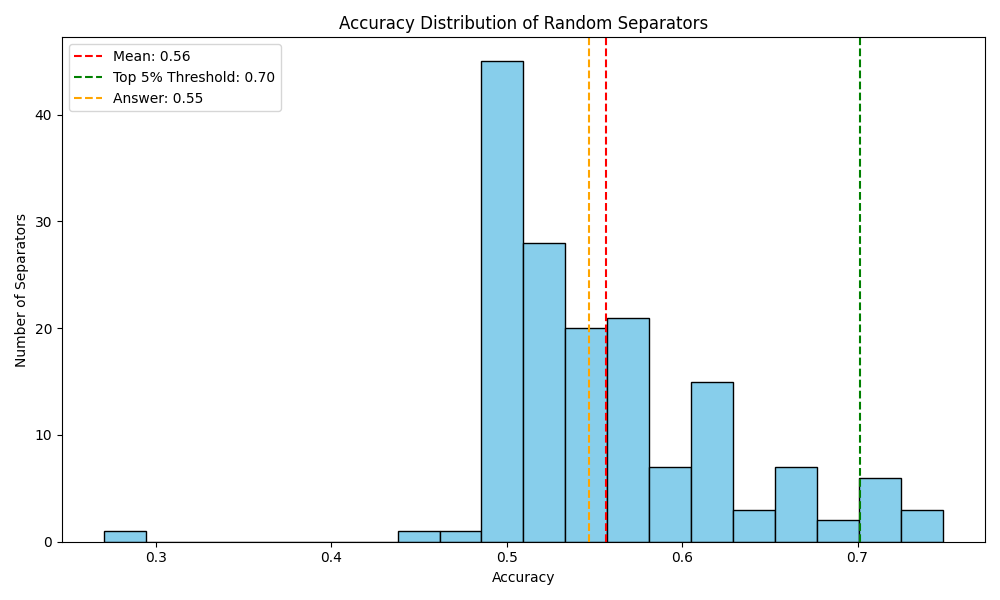 Accuracy Distribution of Random Separators
Mean: 0.56
Top 5% Threshold: 0.70
Answer: 0.55
Number of Separators
40
30
20
10
0
0.3
0.4
0.5
0.6
0.7
Accuracy